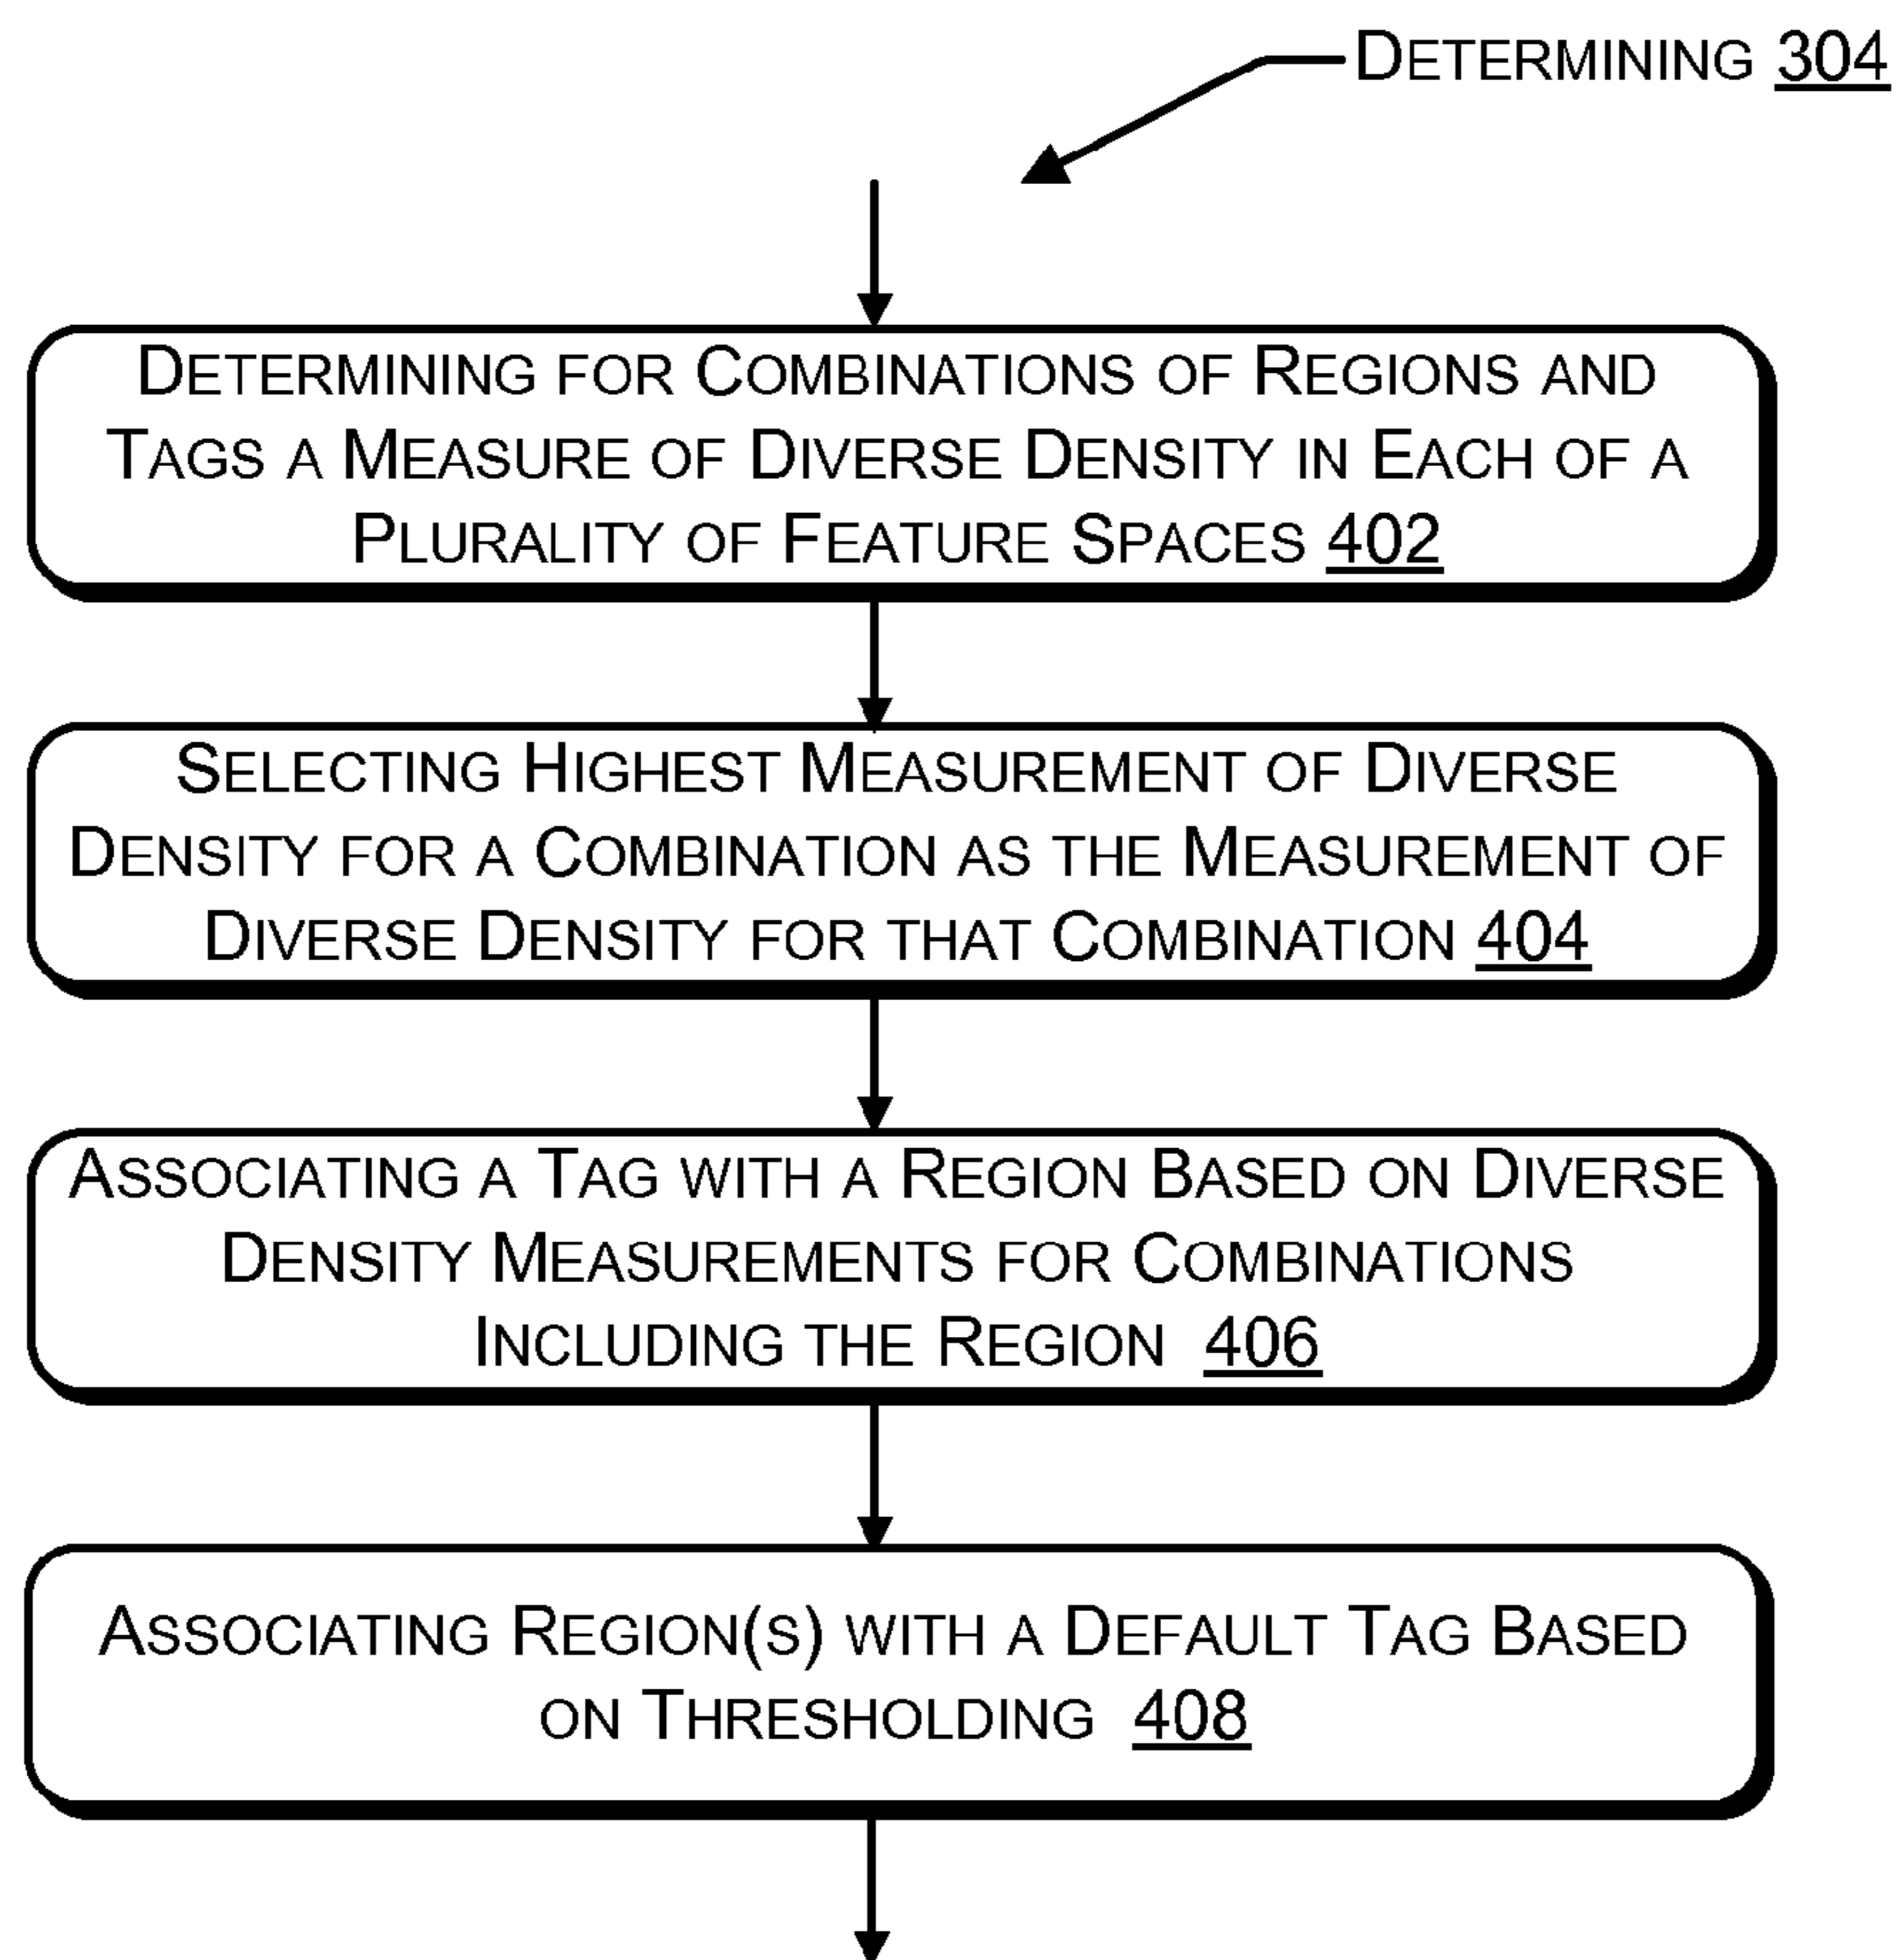 DETERMINING 304
DETERMINING FOR COMBINATIONS OF REGIONS AND
TAGS A MEASURE OF DIVERSE DENSITY IN EACH OF A
PLURALITY OF FEATURE SPACES 402
SELECTING HIGHEST MEASUREMENT OF DIVERSE
DENSITY FOR A COMBINATION AS THE MEASUREMENT OF
DIVERSE DENSITY FOR THAT COMBINATION 404
ASSOCIATING A TAG WITH A REGION BASED ON DIVERSE
DENSITY MEASUREMENTS FOR COMBINATIONS
INCLUDING THE REGION 406
ASSOCIATING REGION(S) WITH A DEFAULT TAG BASED
ON THRESHOLDING 408